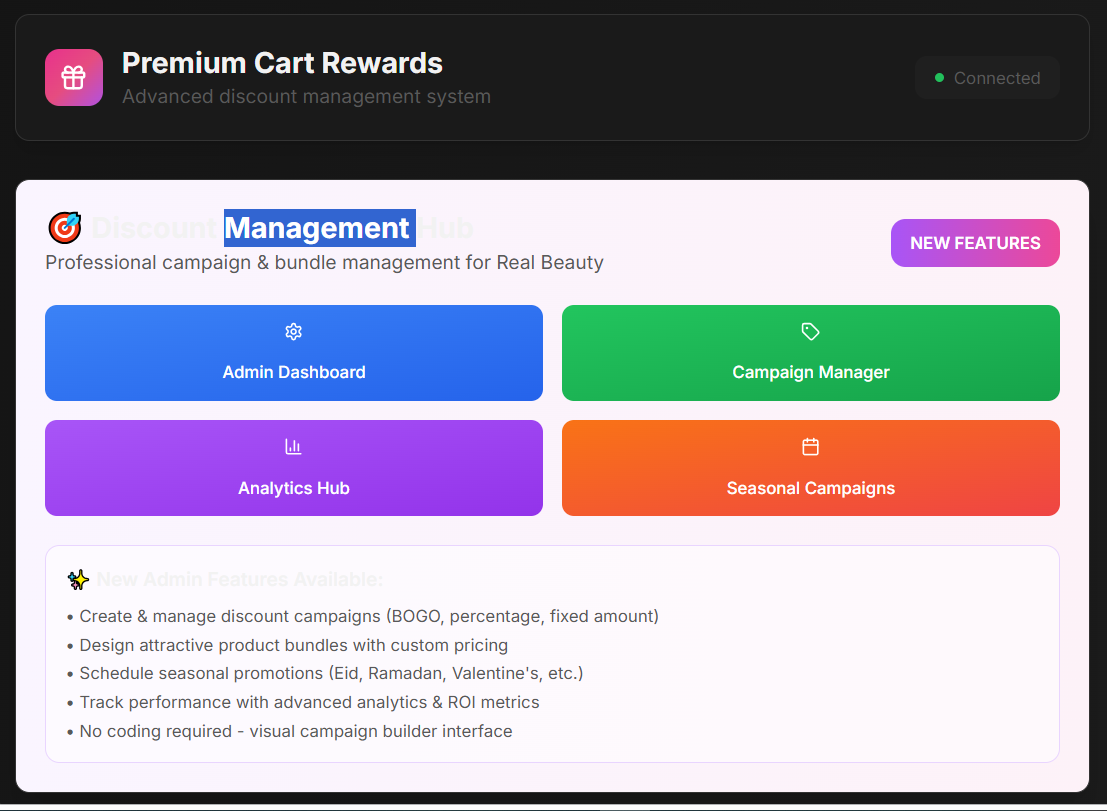 Premium Cart Rewards
Advanced discount management system
Connected
🎯 Discount Management Hub
Professional campaign & bundle management for Real Beauty
NEW FEATURES
Admin Dashboard
Campaign Manager
Analytics Hub
Seasonal Campaigns
✨ New Admin Features Available:
• Create & manage discount campaigns (BOGO, percentage, fixed amount)
• Design attractive product bundles with custom pricing
• Schedule seasonal promotions (Eid, Ramadan, Valentine's, etc.)
• Track performance with advanced analytics & ROI metrics
• No coding required - visual campaign builder interface